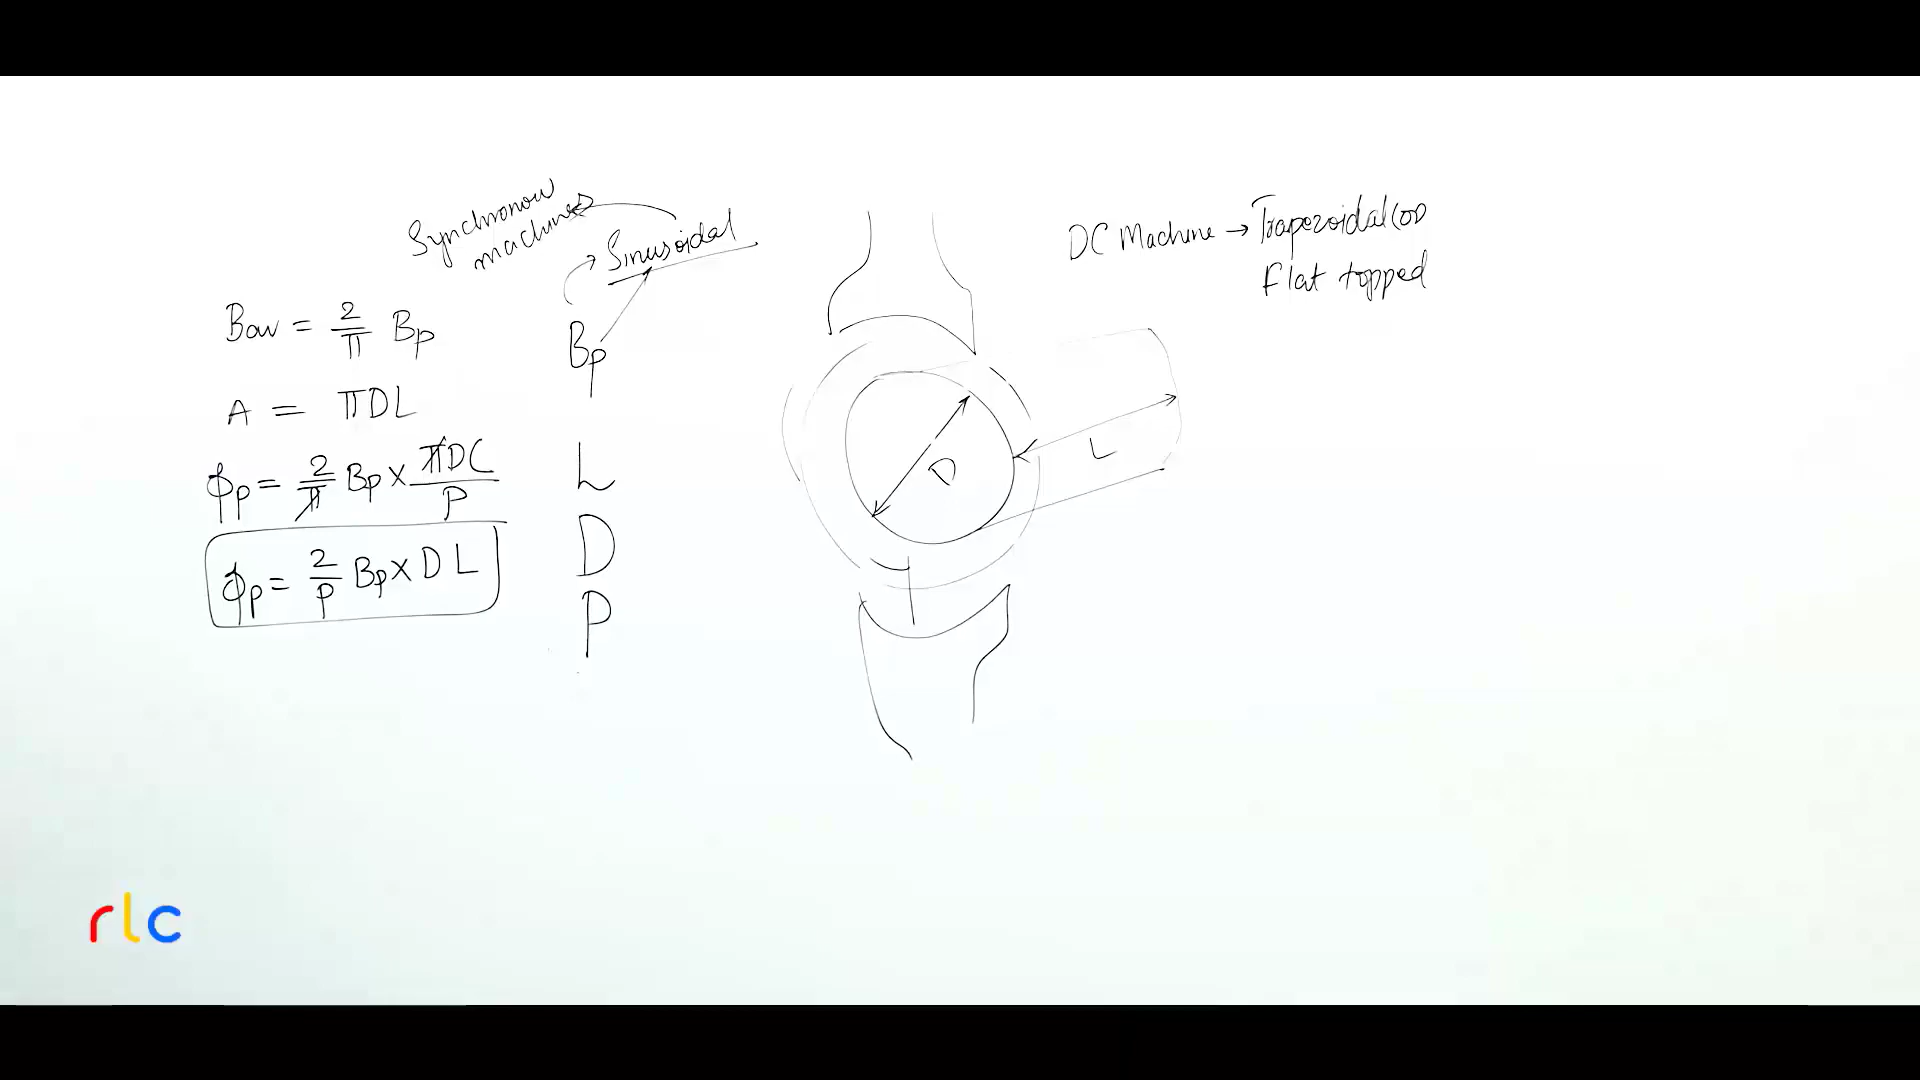 Synchronous
machines
Sinusoidal
Bav = 2/π Bp
Bp
A = πDL
ϕp = 2/π Bp x πDL/P
L
ϕp = 2/P Bp x D L
D
P
D
L
DC Machine → Trapezoidal (or)
Flat topped
rlc